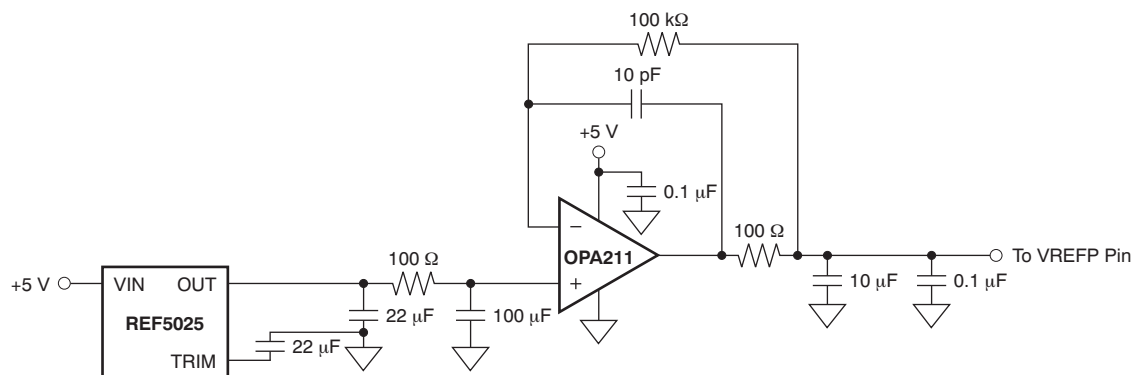 100 kΩ
10 pF
+5 V
0.1 μF
100 Ω
OPA211
−
+
To VREFP Pin
10 μF
0.1 μF
100 Ω
+5 V
VIN
OUT
REF5025
TRIM
22 μF
22 μF
100 μF